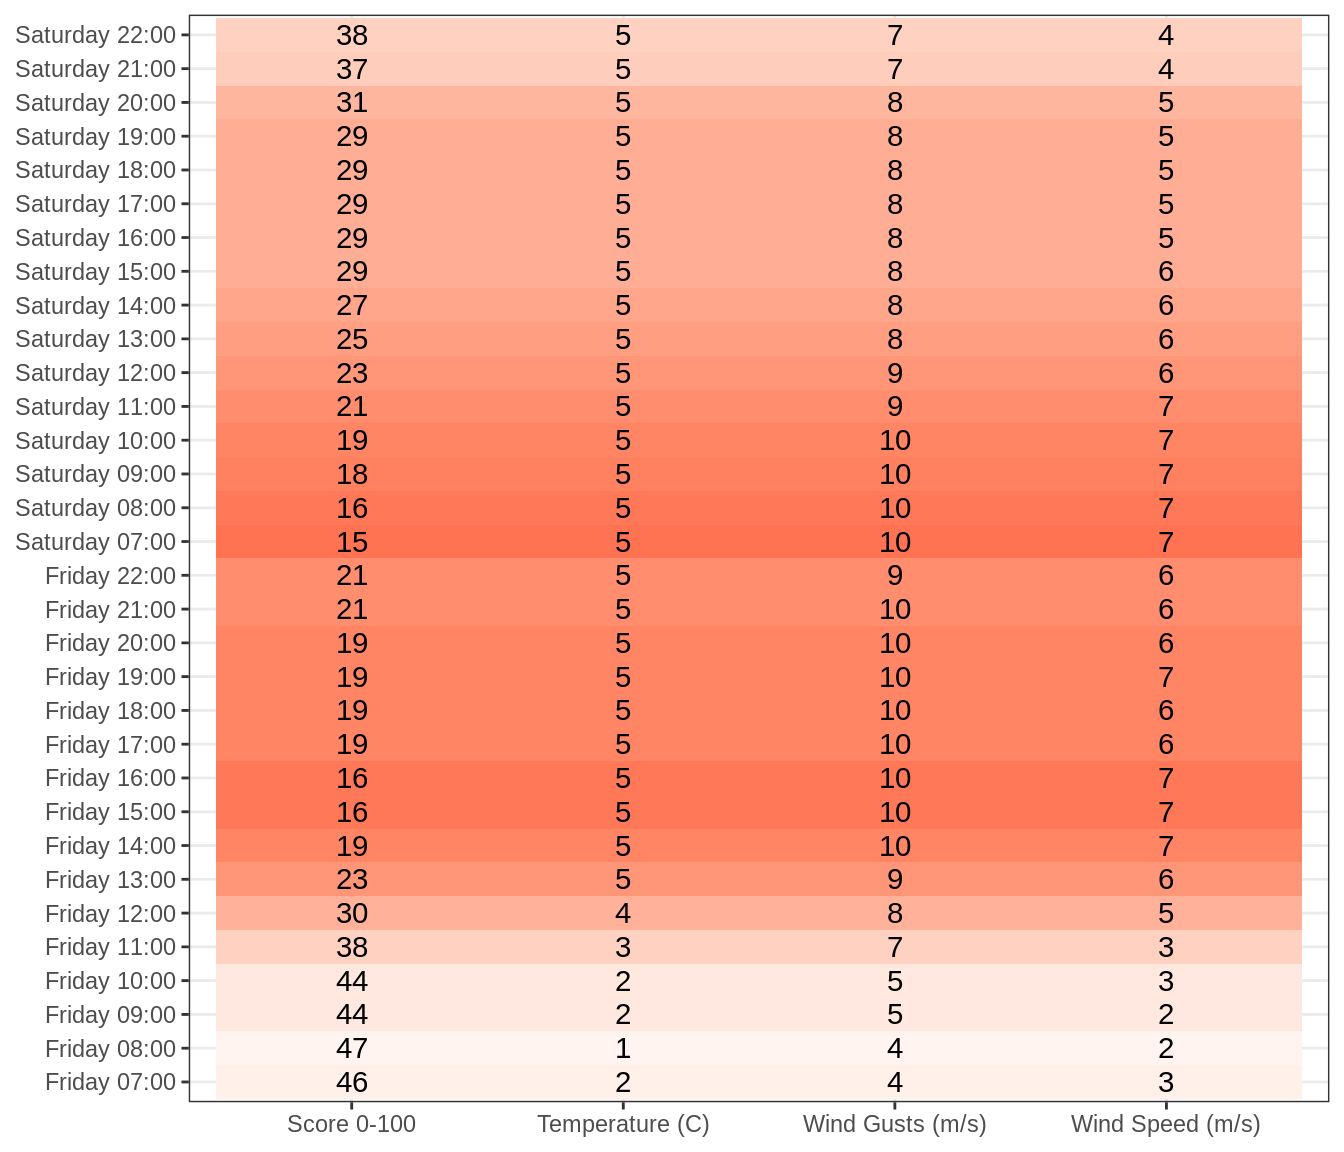 Saturday 22:00 38 5 7 4
Saturday 21:00 37 5 7 4
Saturday 20:00 31 5 8 5
Saturday 19:00 29 5 8 5
Saturday 18:00 29 5 8 5
Saturday 17:00 29 5 8 5
Saturday 16:00 29 5 8 5
Saturday 15:00 29 5 8 6
Saturday 14:00 27 5 8 6
Saturday 13:00 25 5 8 6
Saturday 12:00 23 5 9 6
Saturday 11:00 21 5 9 7
Saturday 10:00 19 5 10 7
Saturday 09:00 18 5 10 7
Saturday 08:00 16 5 10 7
Saturday 07:00 15 5 10 7
Friday 22:00 21 5 9 6
Friday 21:00 21 5 10 6
Friday 20:00 19 5 10 6
Friday 19:00 19 5 10 7
Friday 18:00 19 5 10 6
Friday 17:00 19 5 10 6
Friday 16:00 16 5 10 7
Friday 15:00 16 5 10 7
Friday 14:00 19 5 10 7
Friday 13:00 23 5 9 6
Friday 12:00 30 4 8 5
Friday 11:00 38 3 7 3
Friday 10:00 44 2 5 3
Friday 09:00 44 2 5 2
Friday 08:00 47 1 4 2
Friday 07:00 46 2 4 3
Score 0-100 Temperature (C) Wind Gusts (m/s) Wind Speed (m/s)